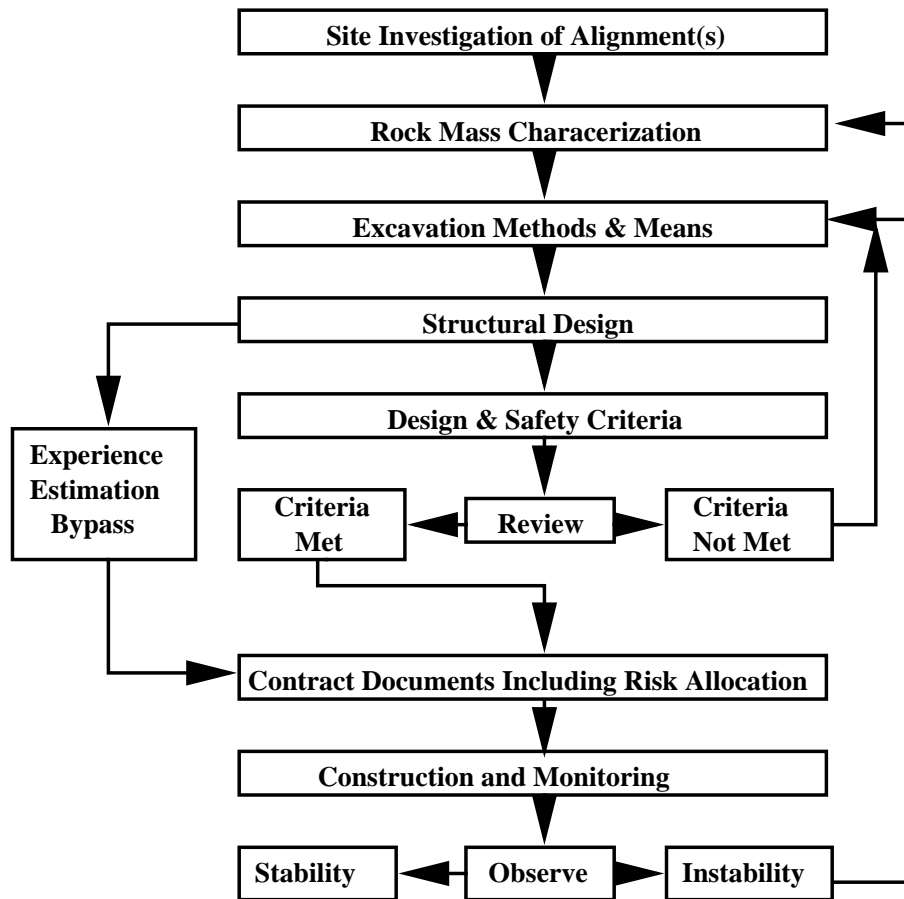 Site Investigation of Alignment(s)
Rock Mass Characerization
Excavation Methods & Means
Structural Design
Design & Safety Criteria
Experience
Estimation
Bypass
Criteria
Met
Review
Criteria
Not Met
Contract Documents Including Risk Allocation
Construction and Monitoring
Stability
Observe
Instability